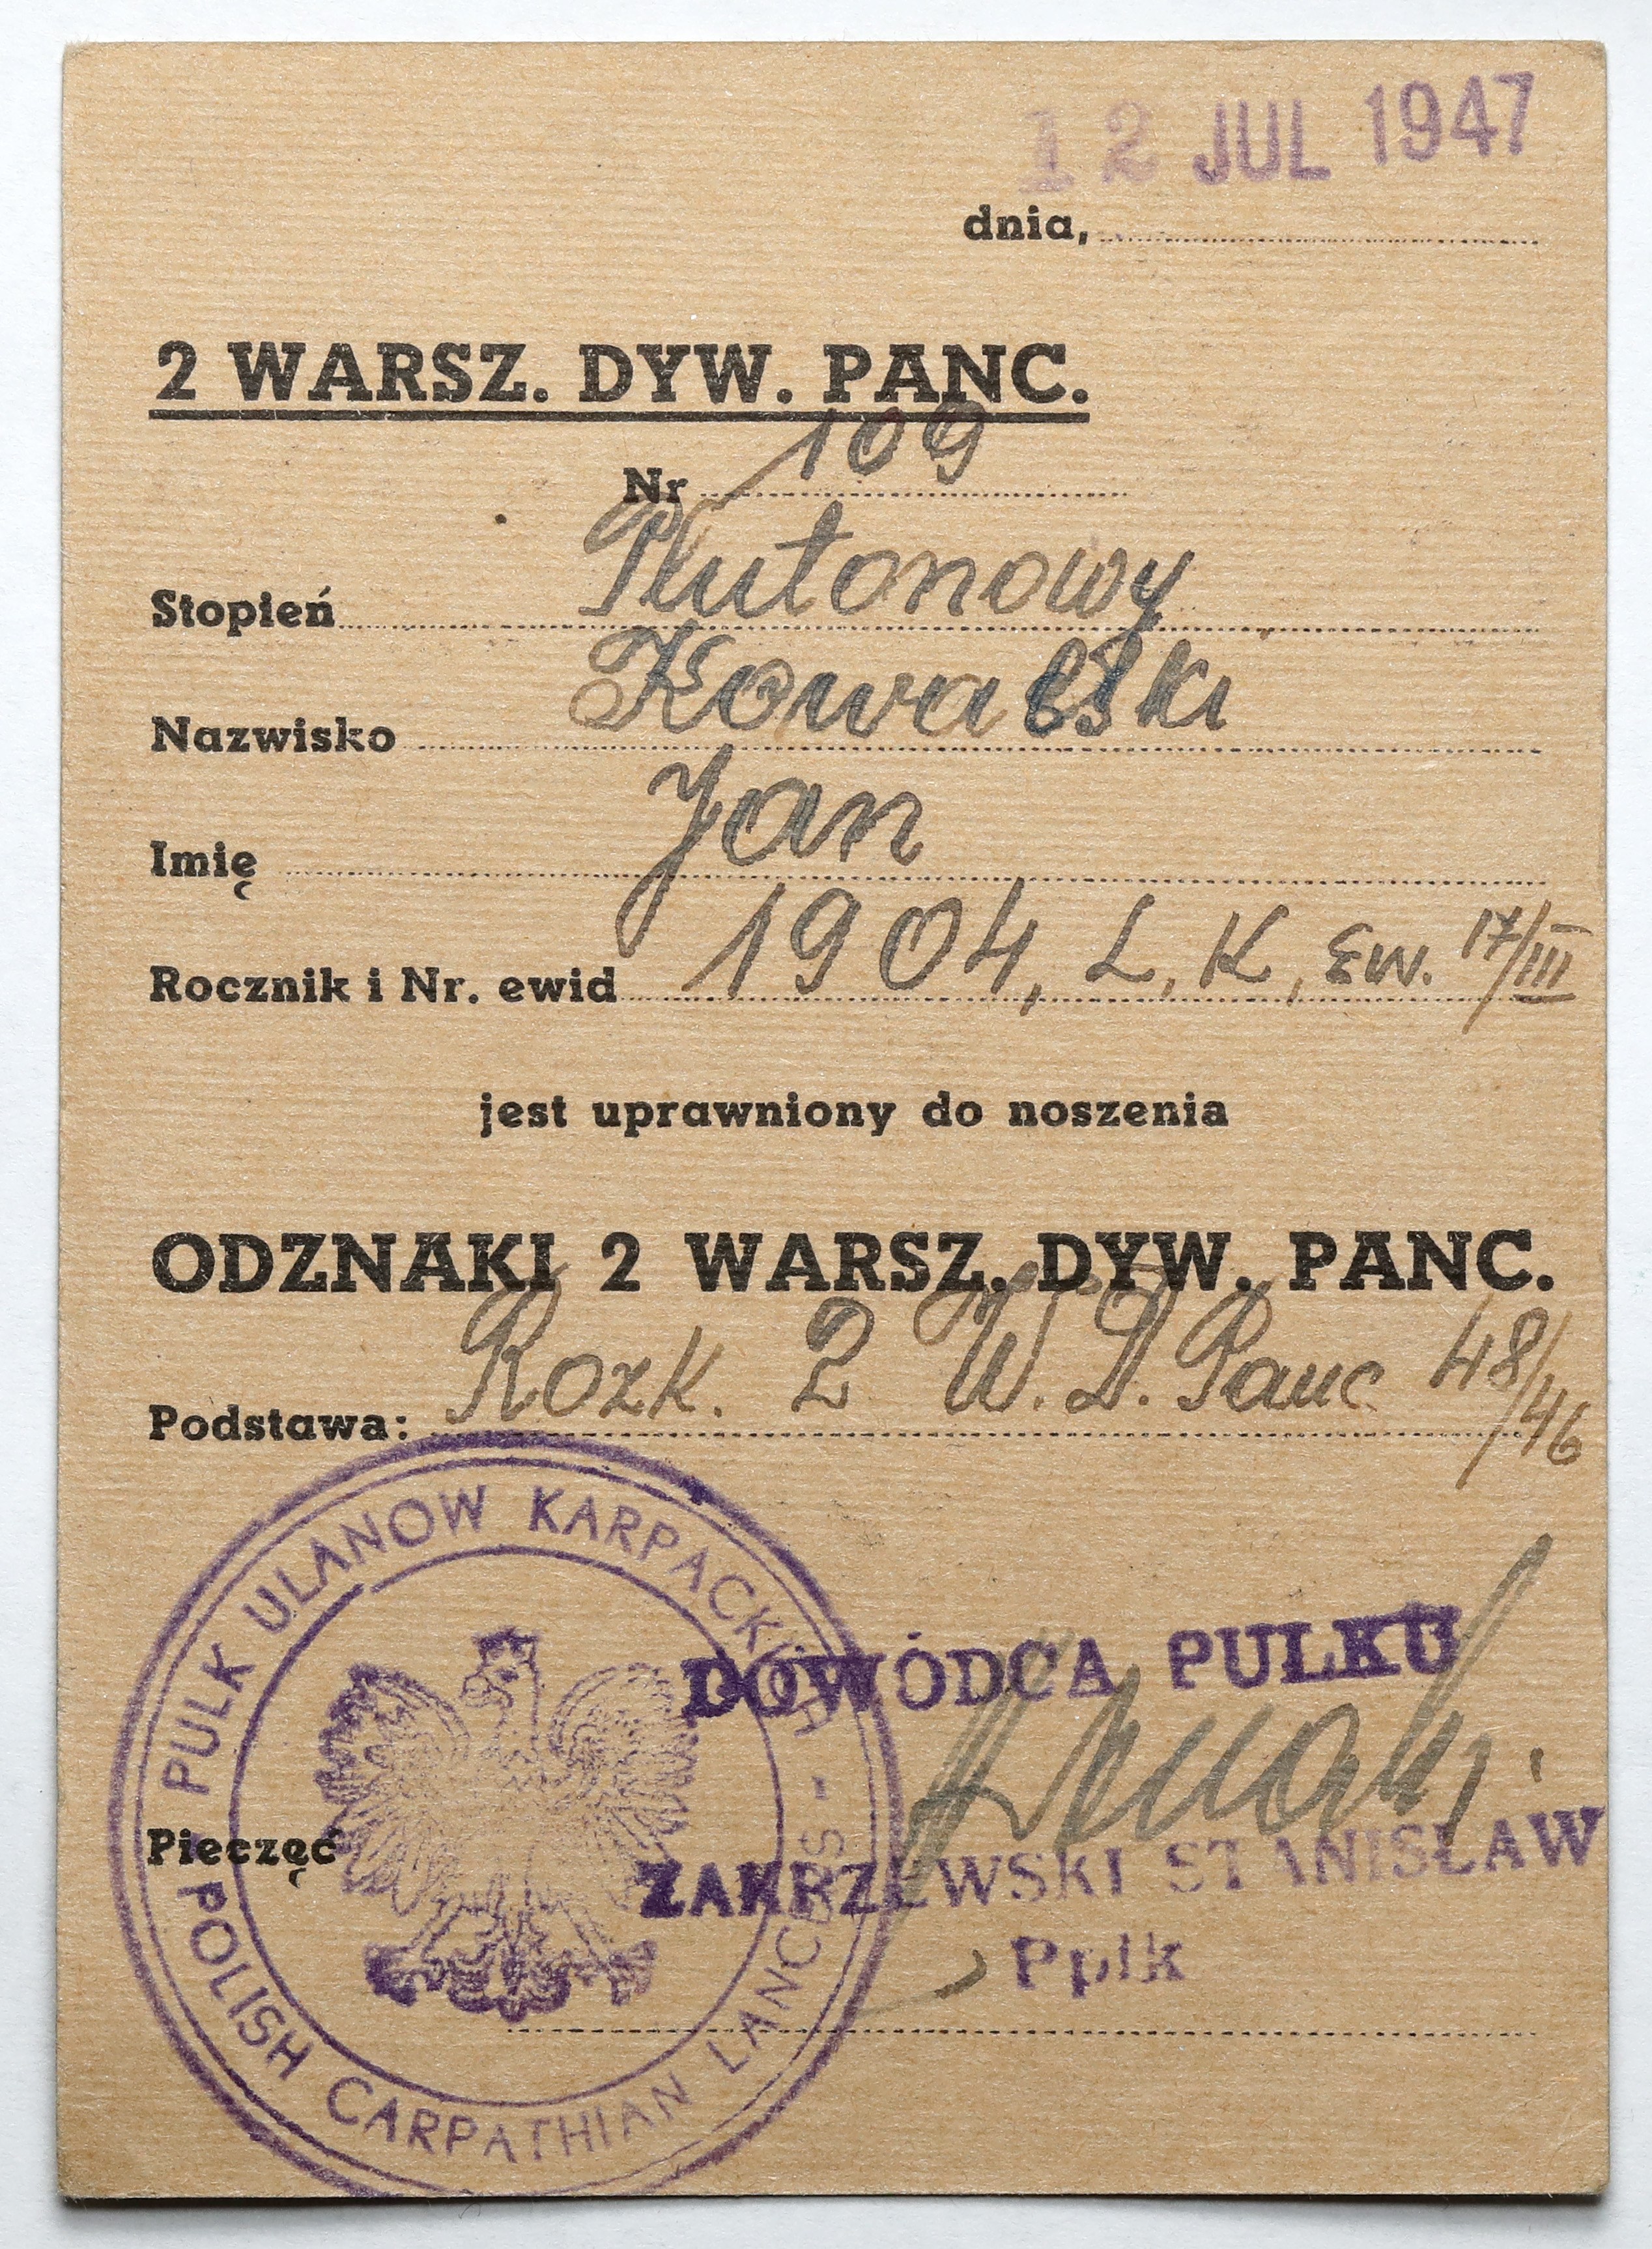 12 JUL 1947
dnia,
2 WARSZ. DYW. PANC.
Nr 109
Stopień Plutonowy
Nazwisko Kowalski
Imię Jan
Rocznik i Nr. ewid 1904, L. K, Ew. 17/III
jest uprawniony do noszenia
ODZNAKI 2 WARSZ. DYW. PANC.
Podstawa: Rozk. 2 W. D. Panc 48/46
PULK ULANOW KARPACKICH -
POLISH CARPATHIAN LANCERS -
DOWÓDCA PULKU
Pieczęć
ZAKRZEWSKI STANISŁAW
Ppłk